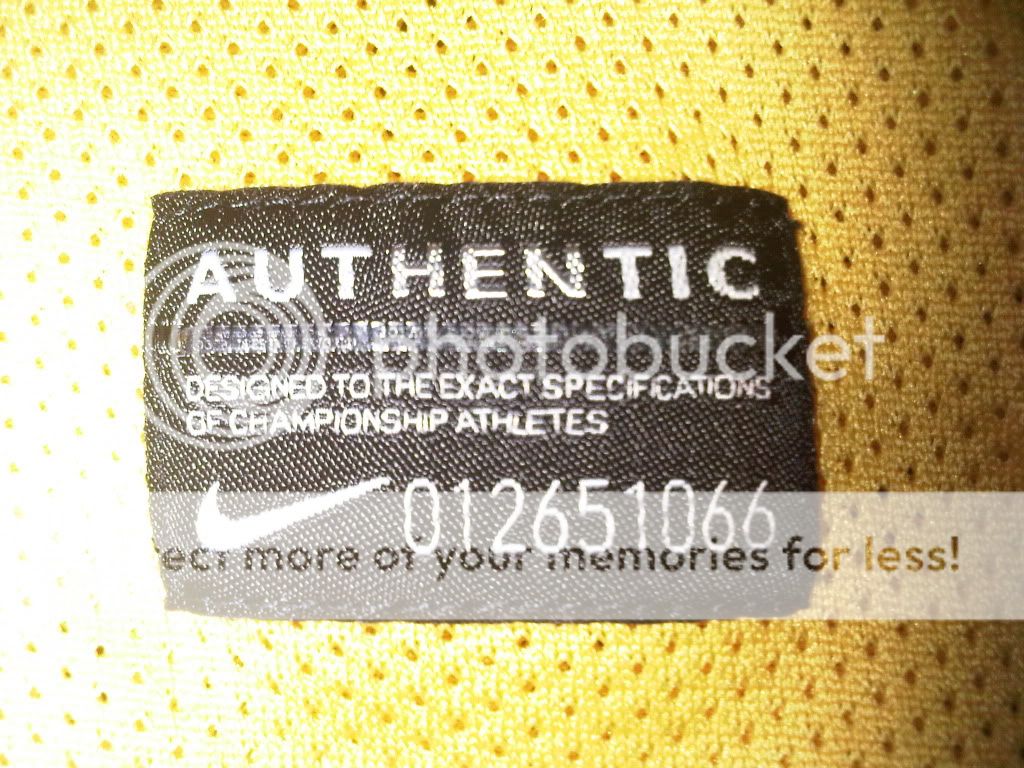 AUTHENTIC
photobucket
DESIGNED TO THE EXACT SPECIFICATIONS
OF CHAMPIONSHIP ATHLETES
012651066
more of your memories for less!